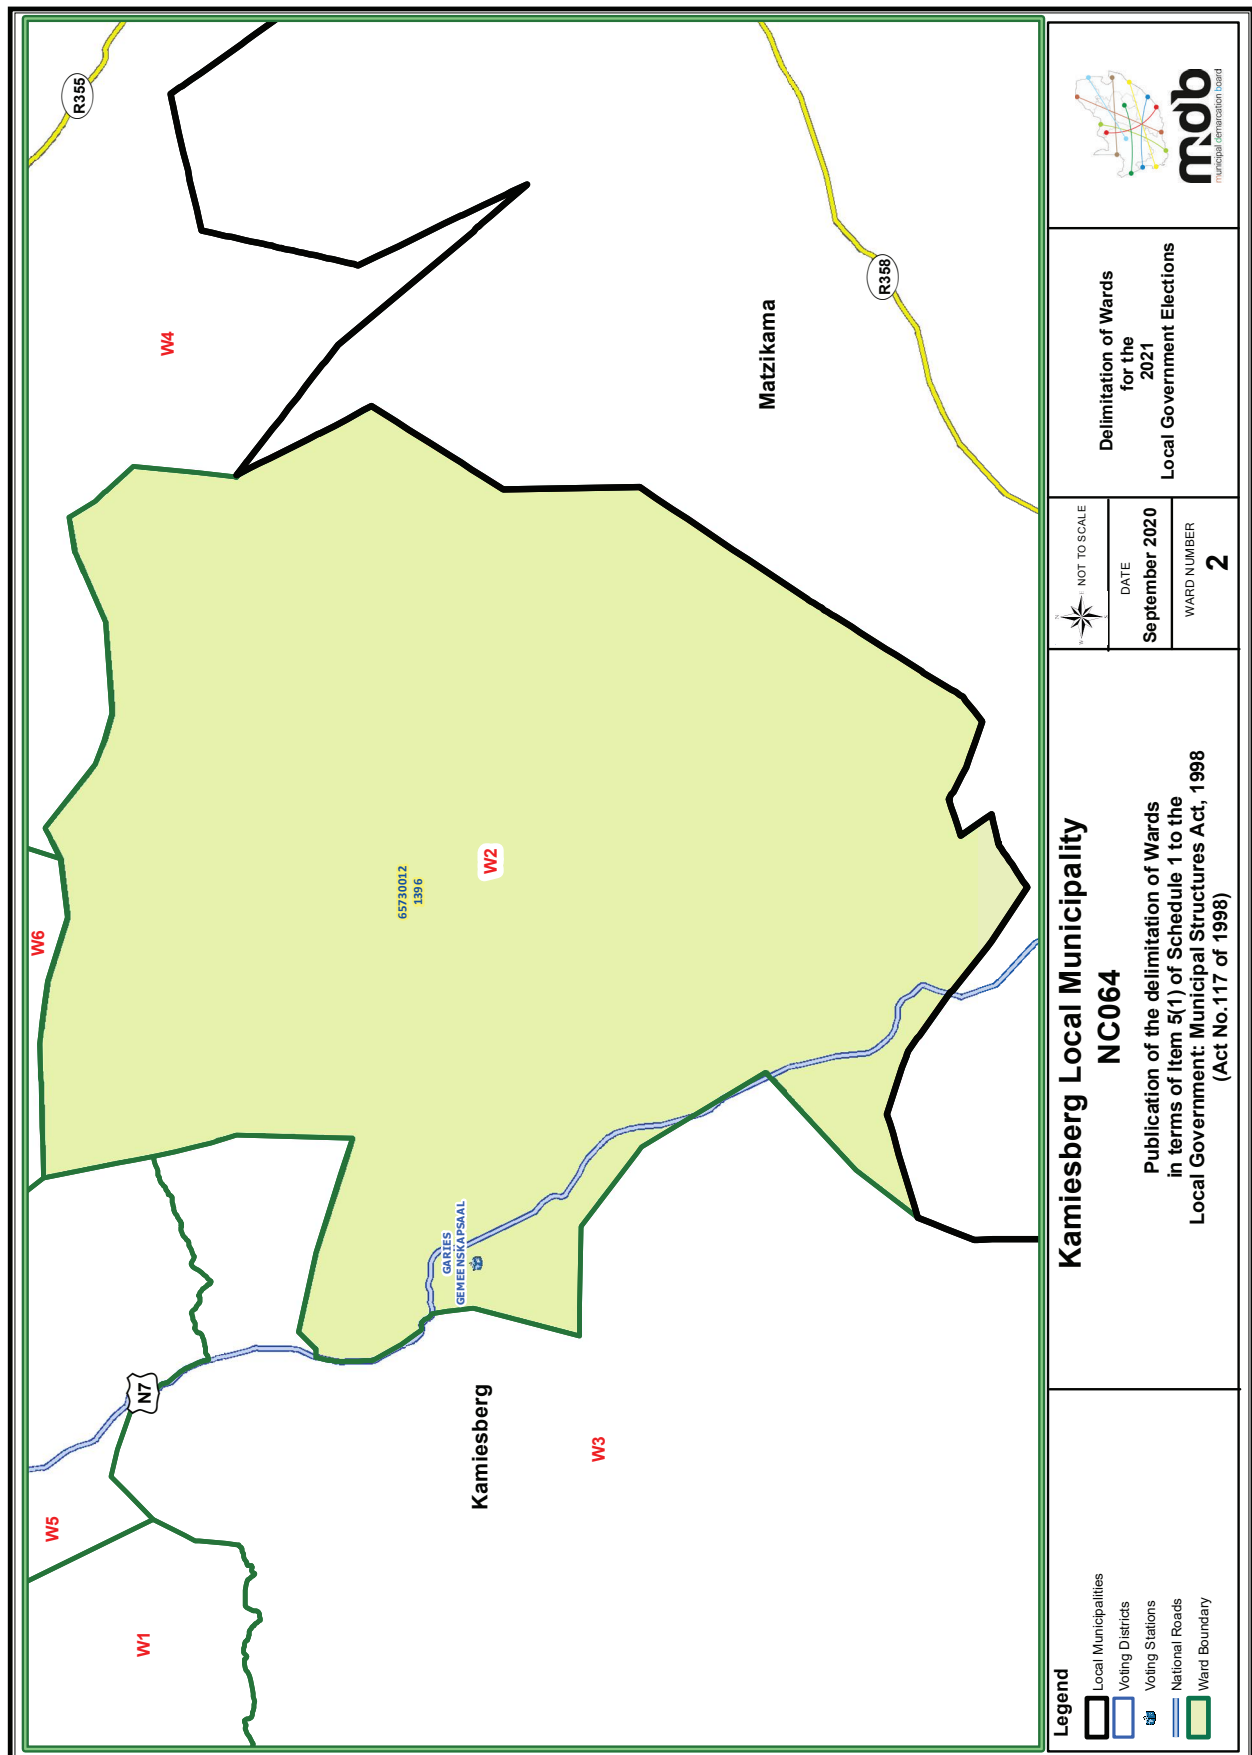 R355
W4
Matzikama
R358
W6
65730012
1396
W2
GARIES
GEMEENSKAPSAAL
N7
Kamiesberg
W3
W5
W1
Legend
Local Municipalities
Voting Districts
Voting Stations
National Roads
Ward Boundary
Kamiesberg Local Municipality
NC064
Publication of the delimitation of Wards
in terms of Item 5(1) of Schedule 1 to the
Local Government: Municipal Structures Act, 1998
(Act No.117 of 1998)
N
W
E
S
NOT TO SCALE
DATE
September 2020
WARD NUMBER
2
Delimitation of Wards
for the
2021
Local Government Elections
mdb
municipal demarcation board